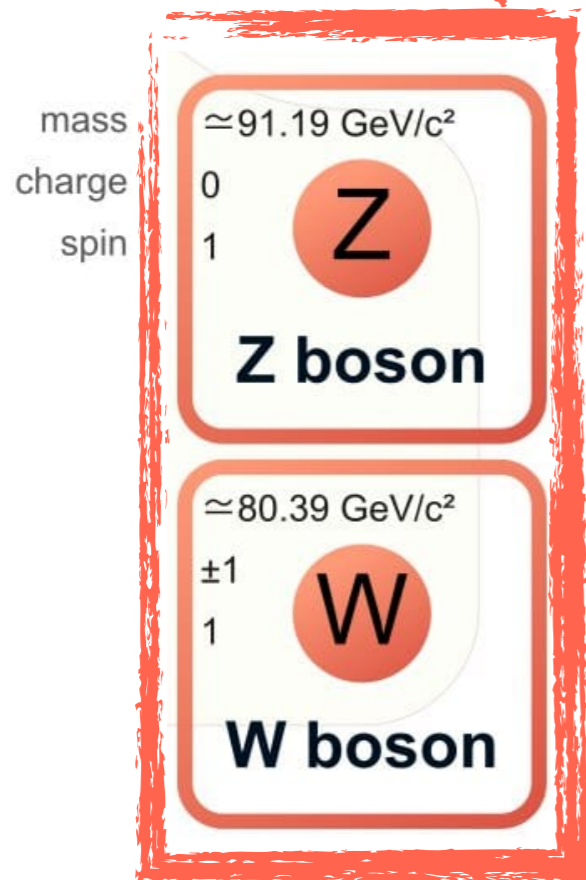 mass
charge
spin
≃91.19 GeV/c²
0
1
Z
Z boson
≃80.39 GeV/c²
±1
1
W
W boson